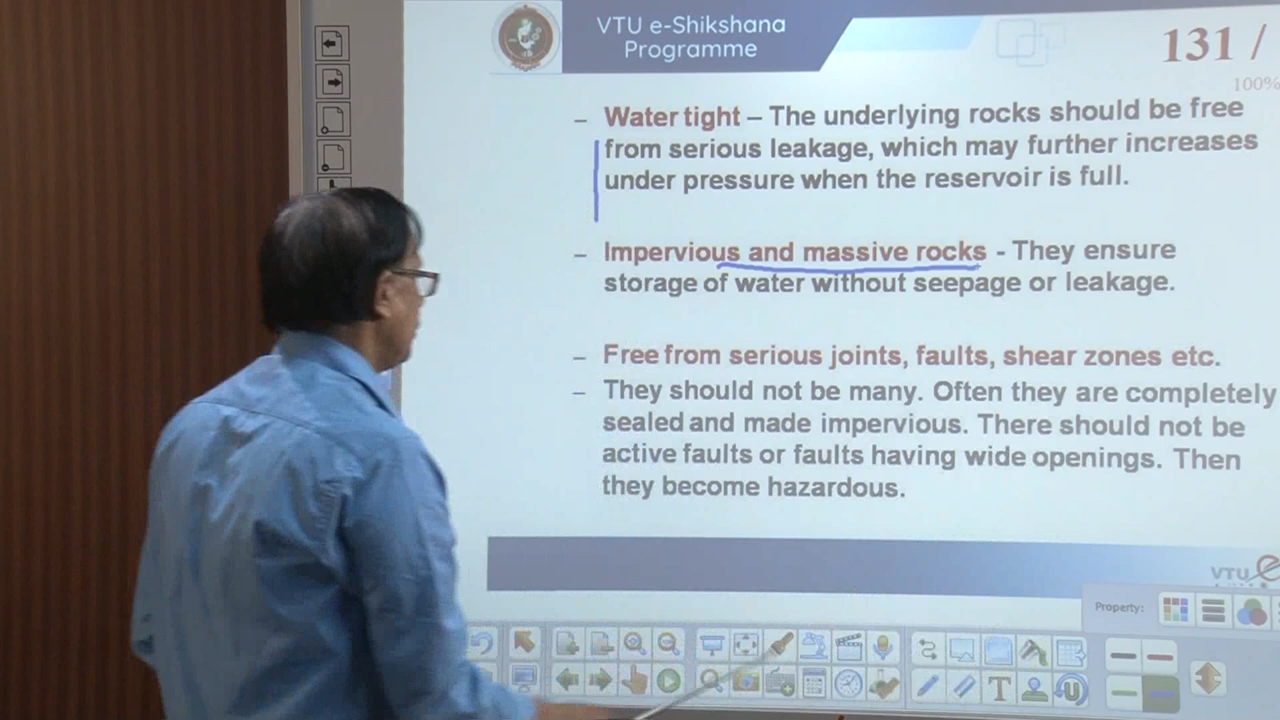 VTU e-Shikshana
Programme
131 /
100%
– Water tight – The underlying rocks should be free
from serious leakage, which may further increases
under pressure when the reservoir is full.
– Impervious and massive rocks - They ensure
storage of water without seepage or leakage.
– Free from serious joints, faults, shear zones etc.
– They should not be many. Often they are completely
sealed and made impervious. There should not be
active faults or faults having wide openings. Then
they become hazardous.
VTU e
Property:
T